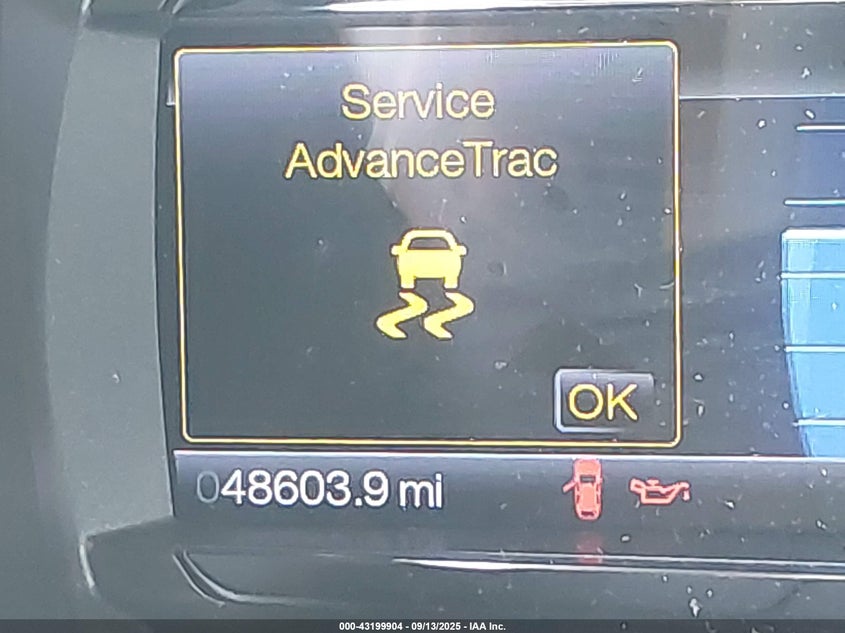 Service
AdvanceTrac
OK
048603.9 mi
000-43199904 - 09/13/2025 - IAA Inc.